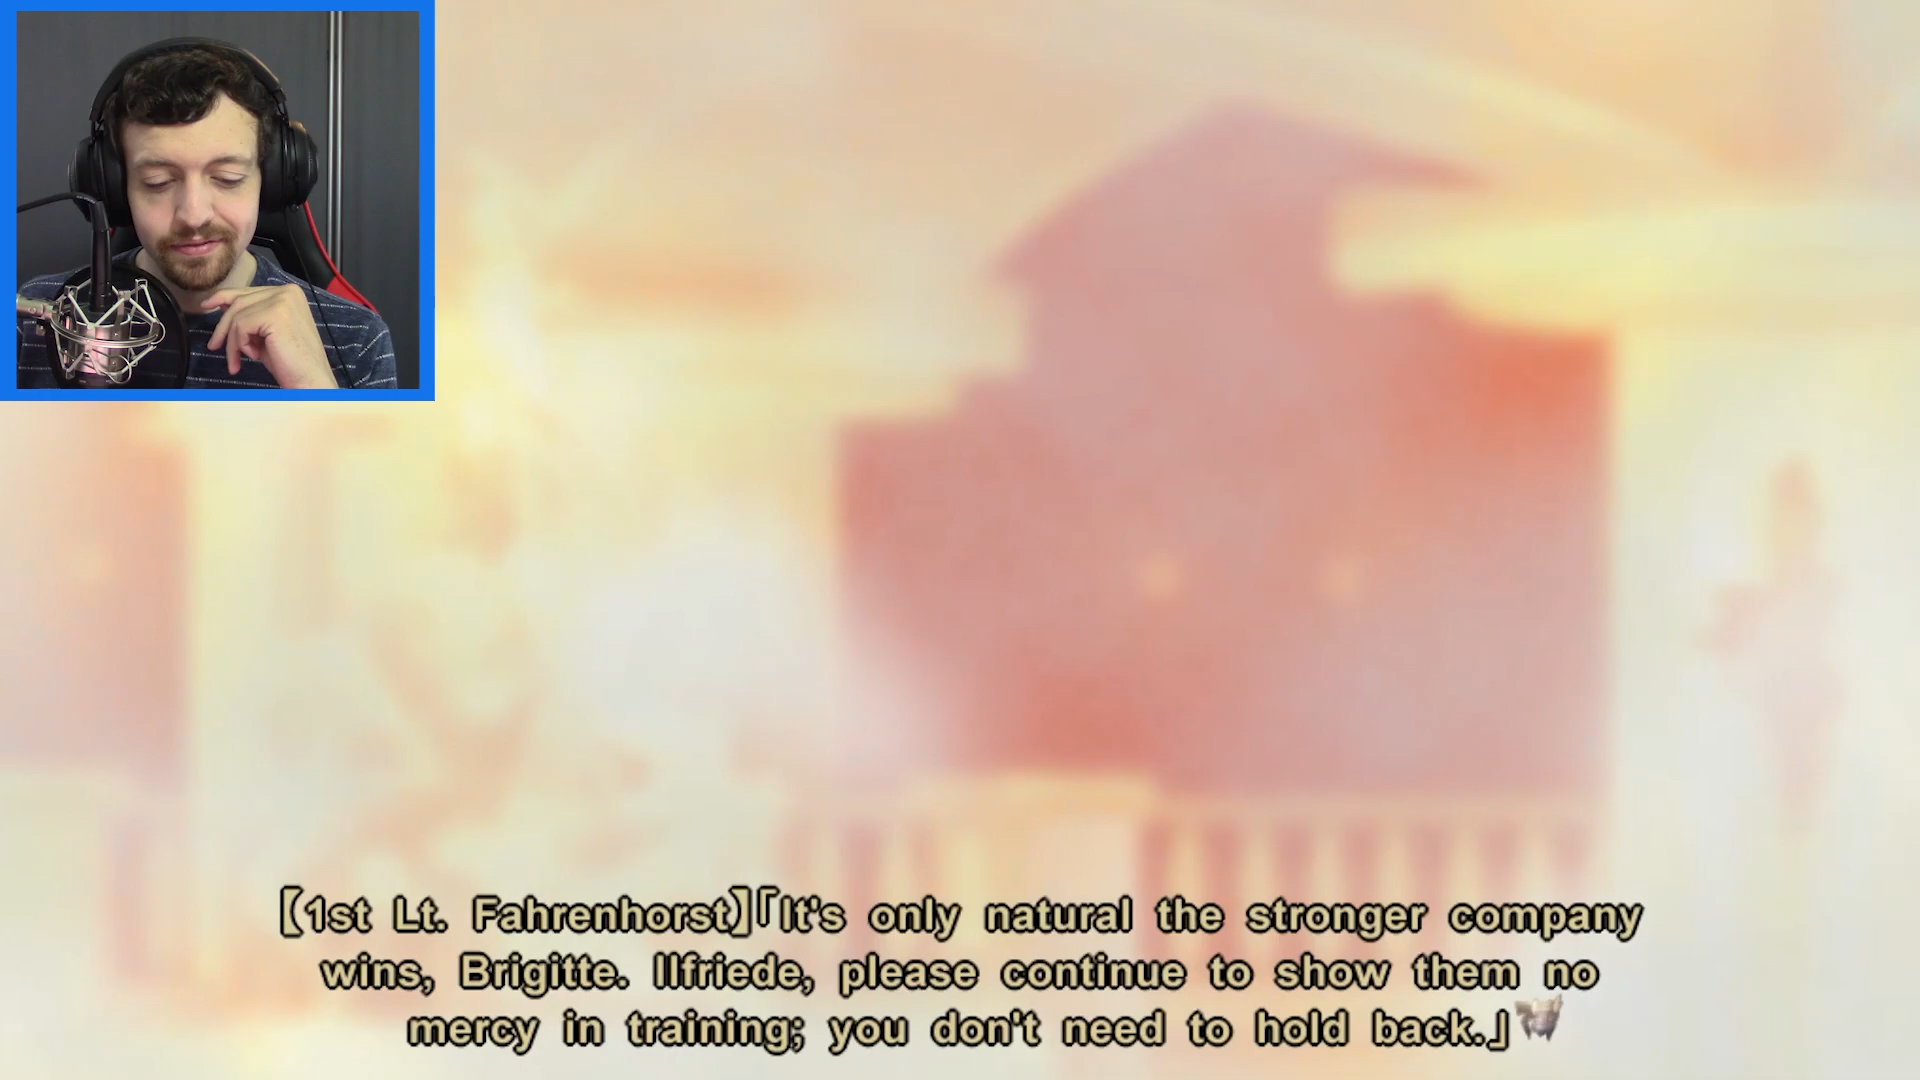 【1st Lt. Fahrenhorst】「It's only natural the stronger company
wins, Brigitte. Ilfriede, please continue to show them no
mercy in training; you don't need to hold back.」